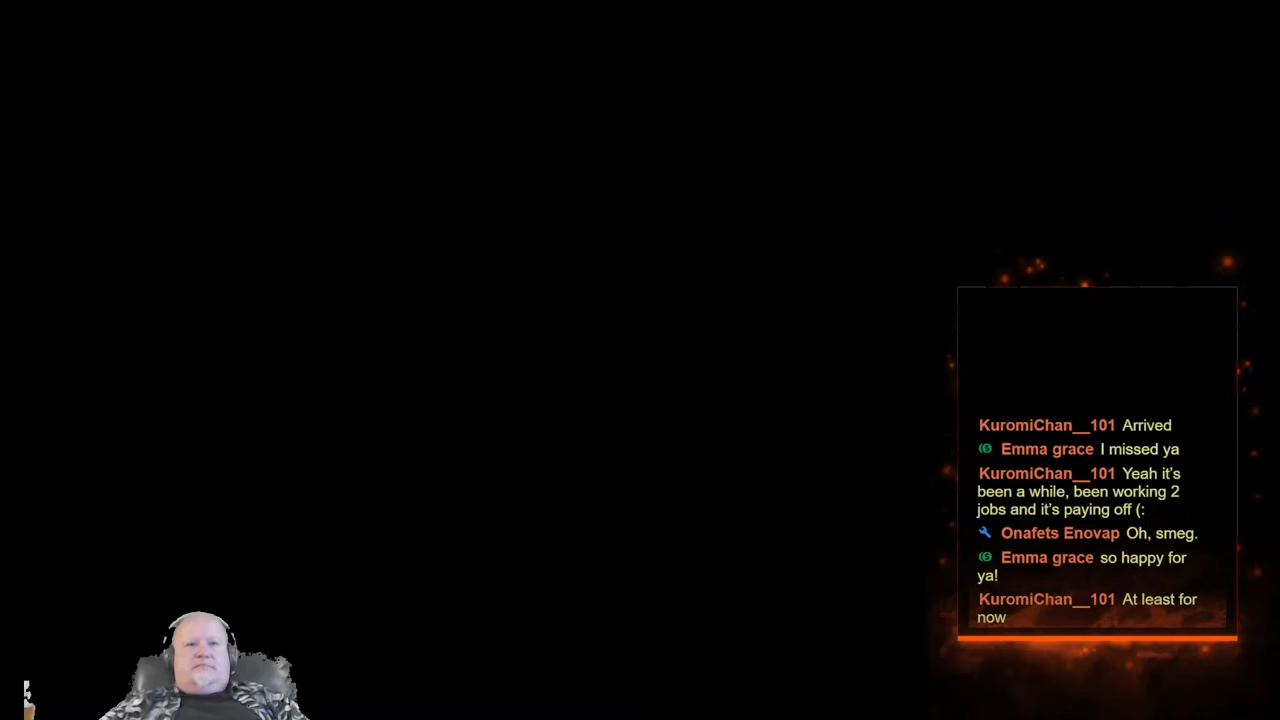 KuromiChan__101 Arrived
Emma grace I missed ya
KuromiChan__101 Yeah it's
been a while, been working 2
jobs and it's paying off (:
Onafets Enovap Oh, smeg.
Emma grace so happy for
ya!
KuromiChan__101 At least for
now